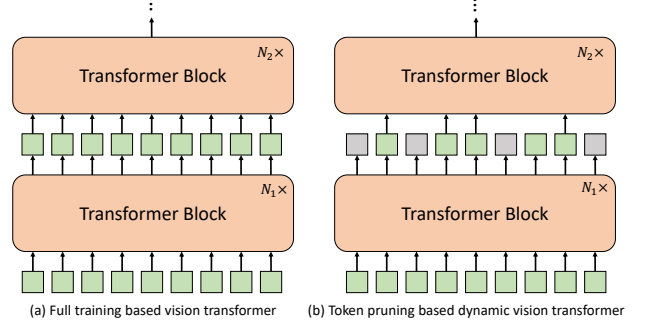 N₂×
Transformer Block
N₁×
Transformer Block
(a) Full training based vision transformer
N₂×
Transformer Block
N₁×
Transformer Block
(b) Token pruning based dynamic vision transformer